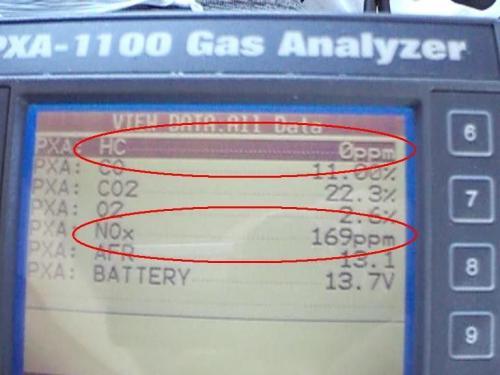 PXA-1100 Gas Analyzer
VIEW DATA:All Data
PXA: HC 0ppm
PXA: CO 11.00%
PXA: CO2 22.3%
PXA: O2 2.6%
PXA: NOx 169ppm
PXA: AFR 13.1
PXA: BATTERY 13.7V
6
7
8
9